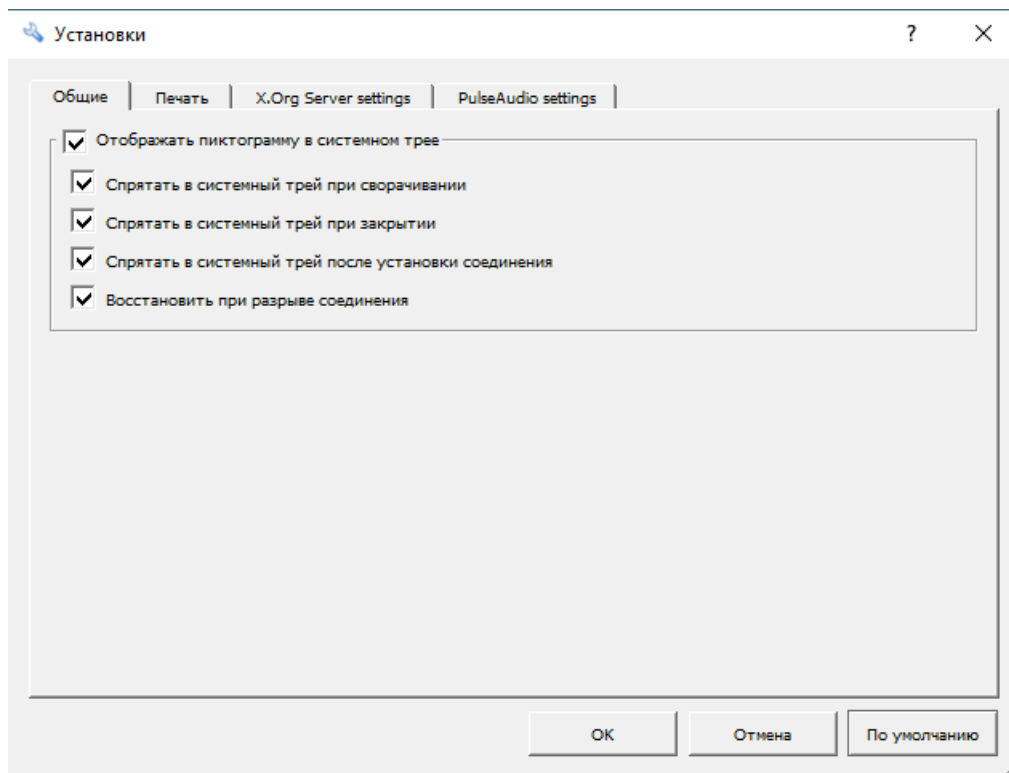 Установки
?
Общие Печать X.Org Server settings PulseAudio settings
Отображать пиктограмму в системном трее
Спрятать в системный трей при сворачивании
Спрятать в системный трей при закрытии
Спрятать в системный трей после установки соединения
Восстановить при разрыве соединения
OK Отмена По умолчанию